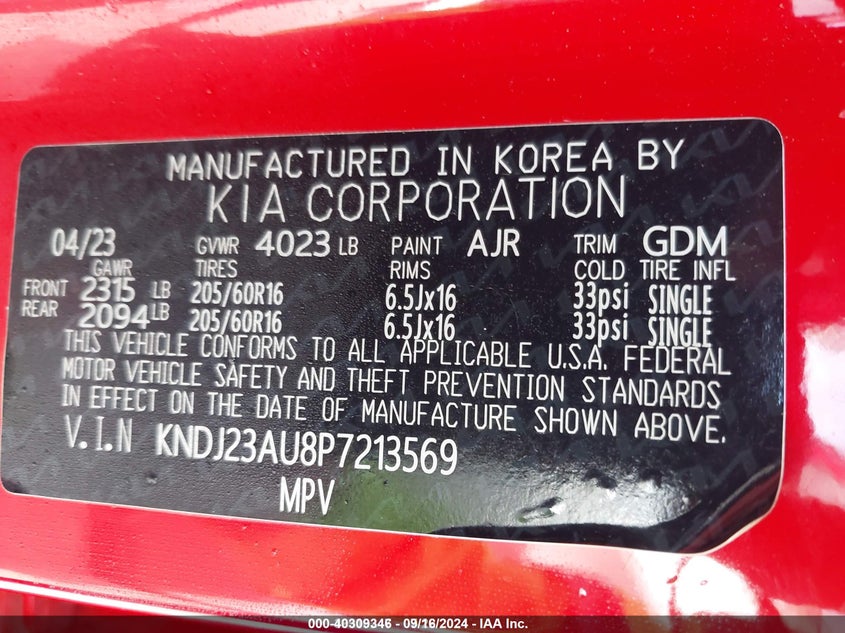 MANUFACTURED IN KOREA BY
KIA CORPORATION
04/23 GVWR 4023 LB PAINT AJR TRIM GDM
GAWR TIRES RIMS COLD TIRE INFL
FRONT 2315 LB 205/60R16 6.5Jx16 33psi SINGLE
REAR 2094 LB 205/60R16 6.5Jx16 33psi SINGLE
THIS VEHICLE CONFORMS TO ALL APPLICABLE U.S.A. FEDERAL
MOTOR VEHICLE SAFETY AND THEFT PREVENTION STANDARDS
IN EFFECT ON THE DATE OF MANUFACTURE SHOWN ABOVE.
V.I.N KNDJ23AU8P7213569
MPV
000-40309346 - 09/16/2024 - IAA Inc.